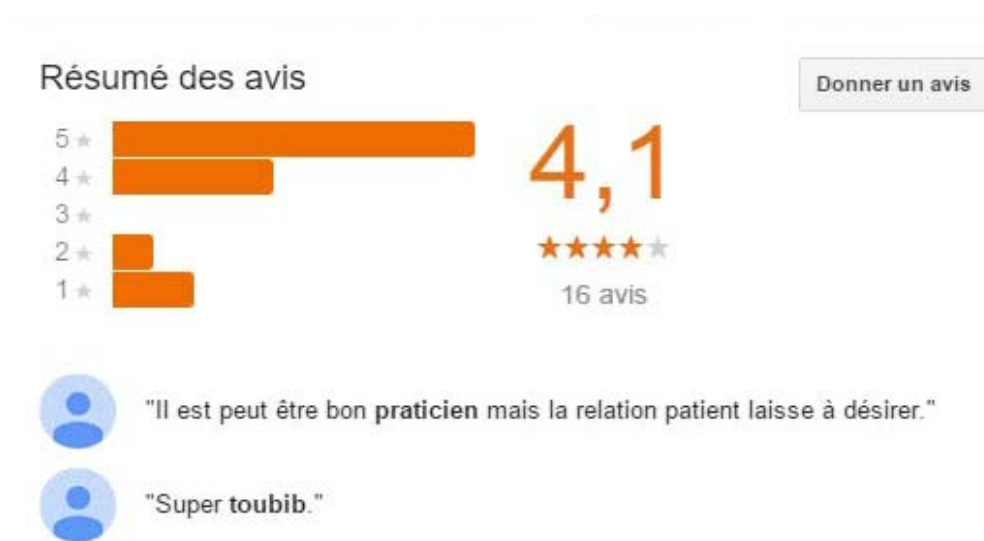 Résumé des avis
Donner un avis
5 ★
4 ★
3 ★
2 ★
1 ★
4,1
★★★★★
16 avis
"Il est peut être bon praticien mais la relation patient laisse à désirer."
"Super toubib."